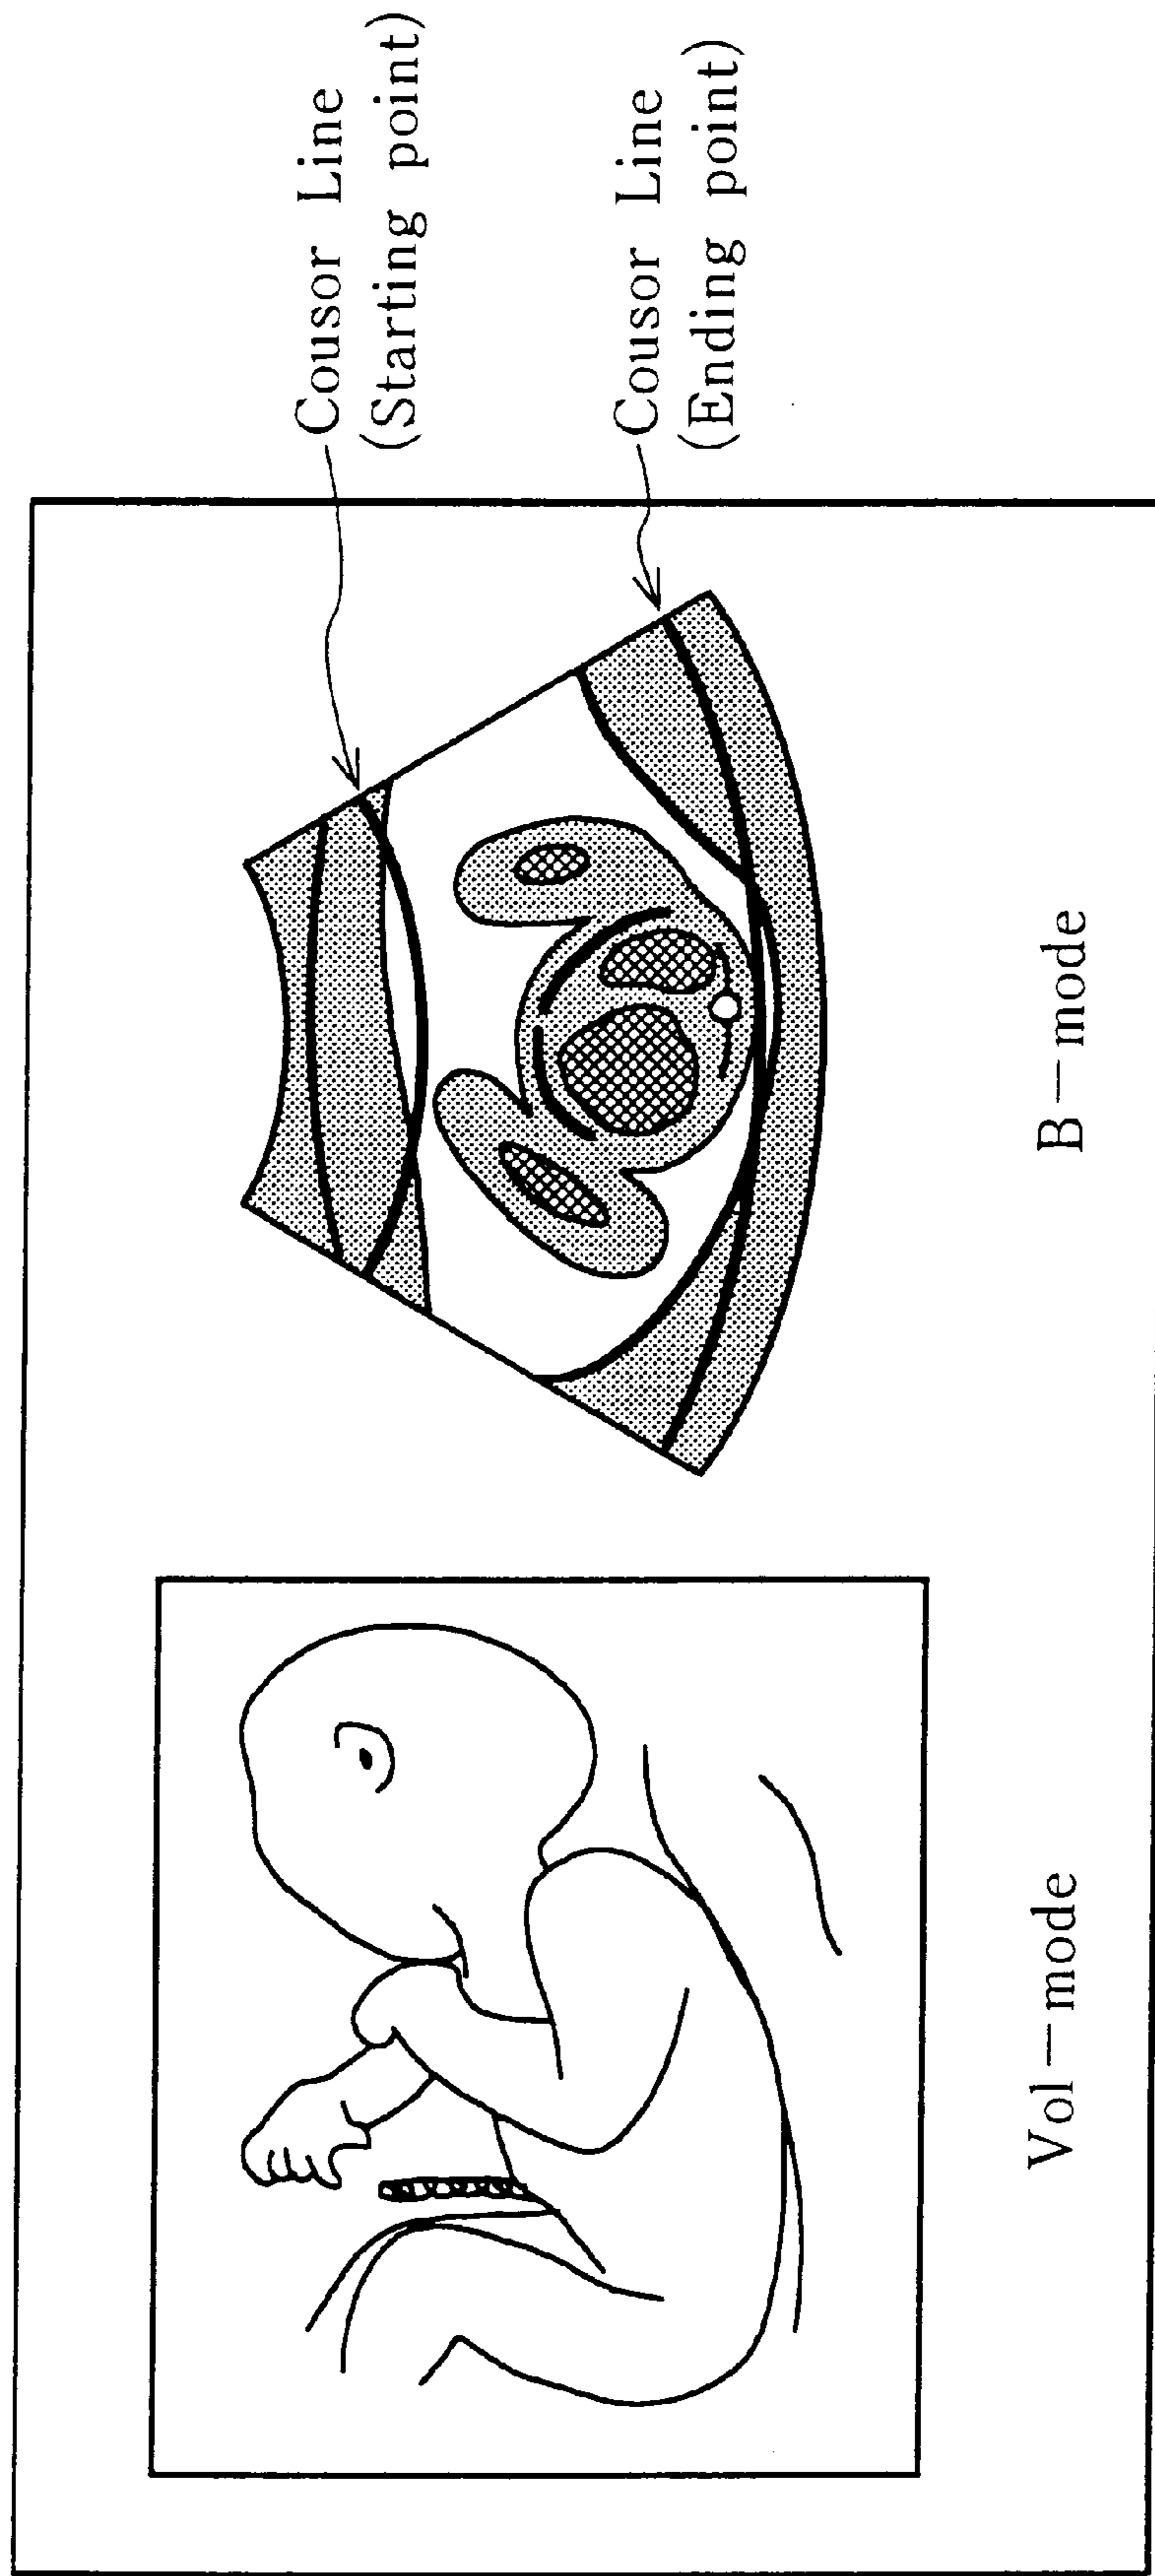 Cousor Line
(Starting point)
Cousor Line
(Ending point)
Vol—mode
B—mode